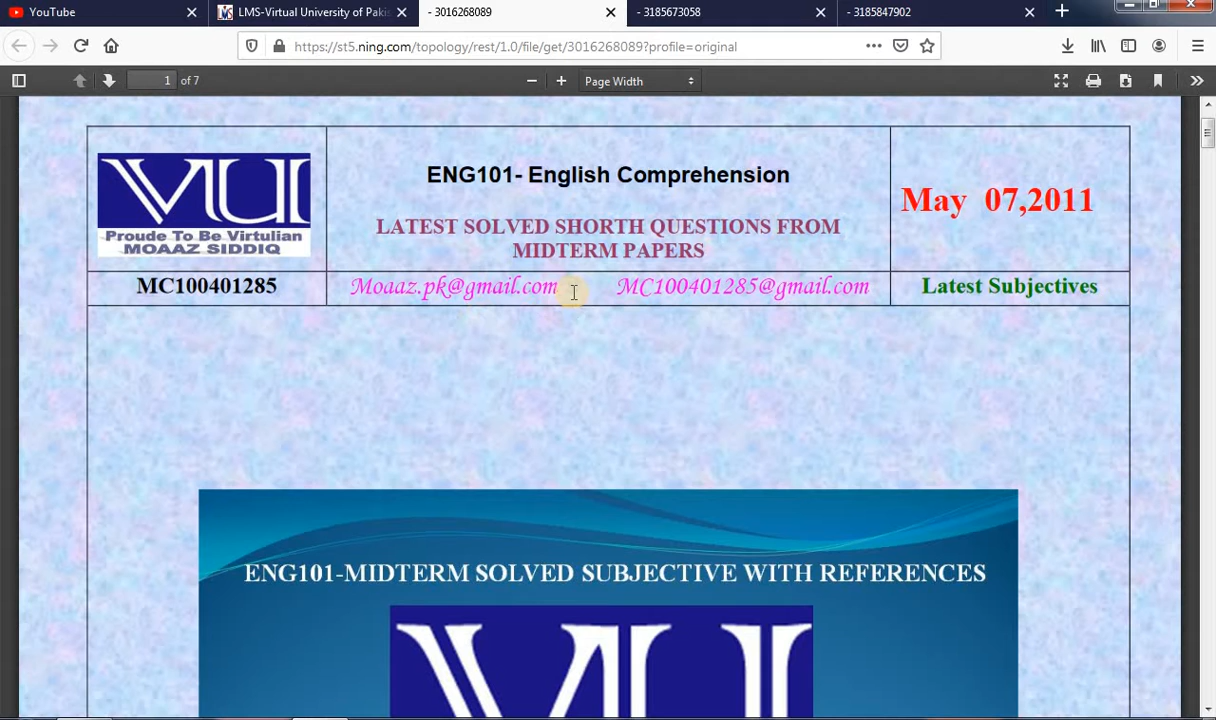 YouTube
LMS-Virtual University of Pakis
- 3016268089
- 3185673058
- 3185847902
https://st5.ning.com/topology/rest/1.0/file/get/3016268089?profile=original
1 of 7
Page Width
VU
Proude To Be Virtulian
MOAAZ SIDDIQ
ENG101- English Comprehension
LATEST SOLVED SHORTH QUESTIONS FROM
MIDTERM PAPERS
May 07,2011
MC100401285
Moaaz.pk@gmail.com MC100401285@gmail.com
Latest Subjectives
ENG101-MIDTERM SOLVED SUBJECTIVE WITH REFERENCES
VU